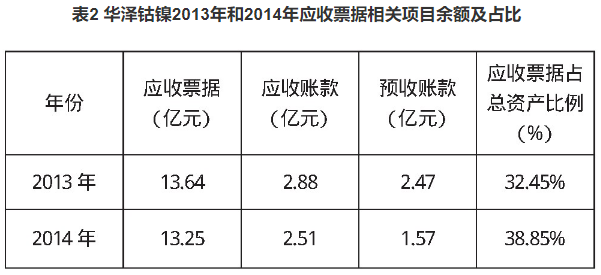 表2 华泽钴镍2013年和2014年应收票据相关项目余额及占比
年份 应收票据（亿元） 应收账款（亿元） 预收账款（亿元） 应收票据占总资产比例（%）
2013 年 13.64 2.88 2.47 32.45%
2014 年 13.25 2.51 1.57 38.85%